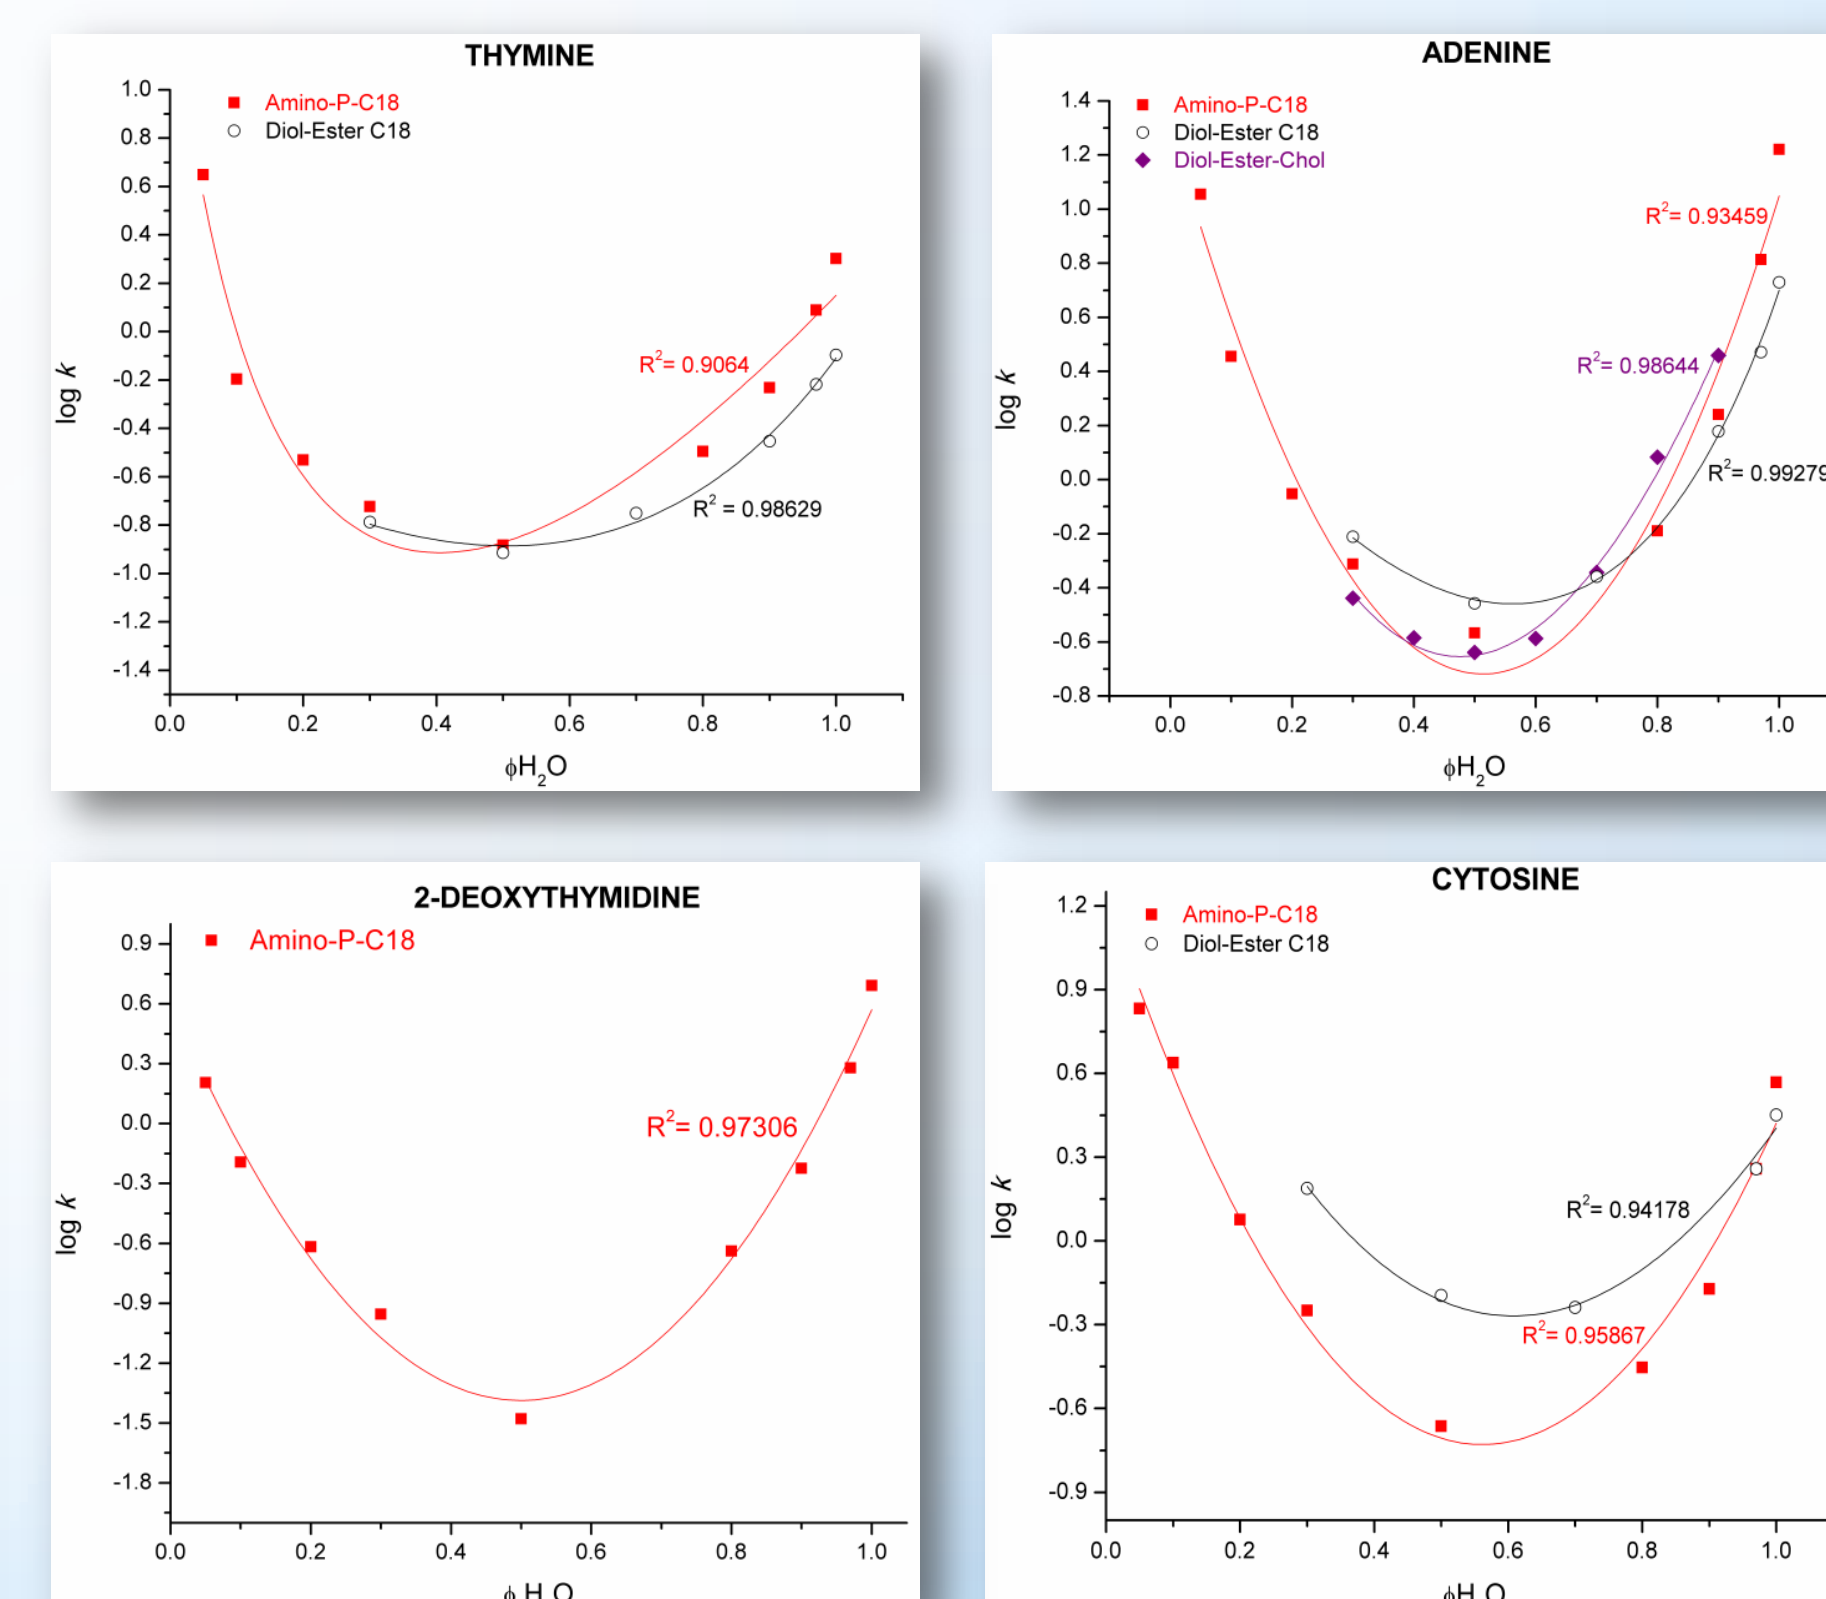 THYMINE
1.0
0.8
0.6
0.4
0.2
0.0
-0.2
-0.4
-0.6
-0.8
-1.0
-1.2
-1.4
Amino-P-C18
Diol-Ester C18
R²= 0.9064
R² = 0.98629
log k
0.0 0.2 0.4 0.6 0.8 1.0
ϕH₂O
ADENINE
1.4
1.2
1.0
0.8
0.6
0.4
0.2
0.0
-0.2
-0.4
-0.6
-0.8
Amino-P-C18
Diol-Ester C18
Diol-Ester-Chol
R²= 0.93459
R²= 0.98644
R²= 0.99279
log k
0.0 0.2 0.4 0.6 0.8 1.0
ϕH₂O
2-DEOXYTHYMIDINE
0.9
0.6
0.3
0.0
-0.3
-0.6
-0.9
-1.2
-1.5
-1.8
Amino-P-C18
R²= 0.97306
log k
0.0 0.2 0.4 0.6 0.8 1.0
ϕ H O
CYTOSINE
1.2
0.9
0.6
0.3
0.0
-0.3
-0.6
-0.9
Amino-P-C18
Diol-Ester C18
R²= 0.94178
R²= 0.95867
log k
0.0 0.2 0.4 0.6 0.8 1.0
ϕH O